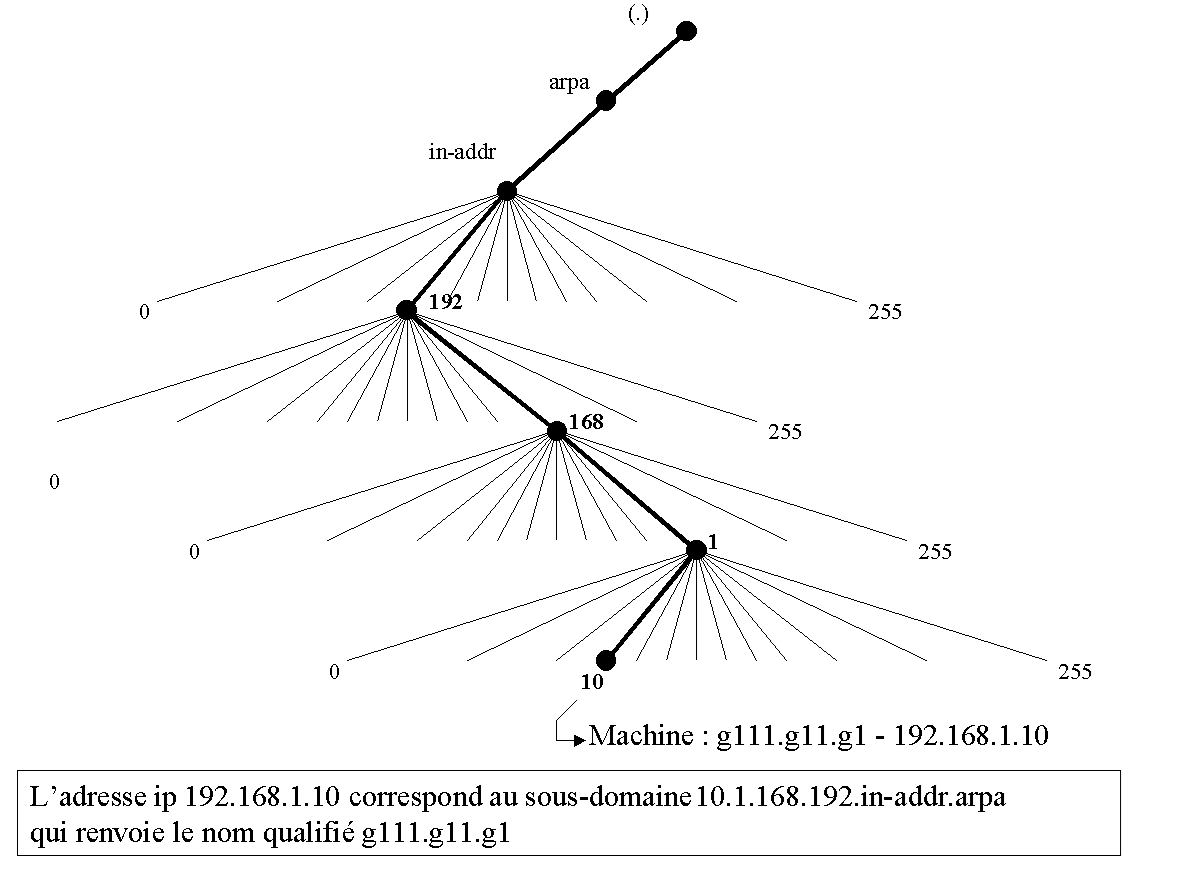 (.)
arpa
in-addr
0
192
255
168
255
0
0
1
255
0
255
10
Machine : g111.g11.g1 - 192.168.1.10
L’adresse ip 192.168.1.10 correspond au sous-domaine 10.1.168.192.in-addr.arpa
qui renvoie le nom qualifié g111.g11.g1